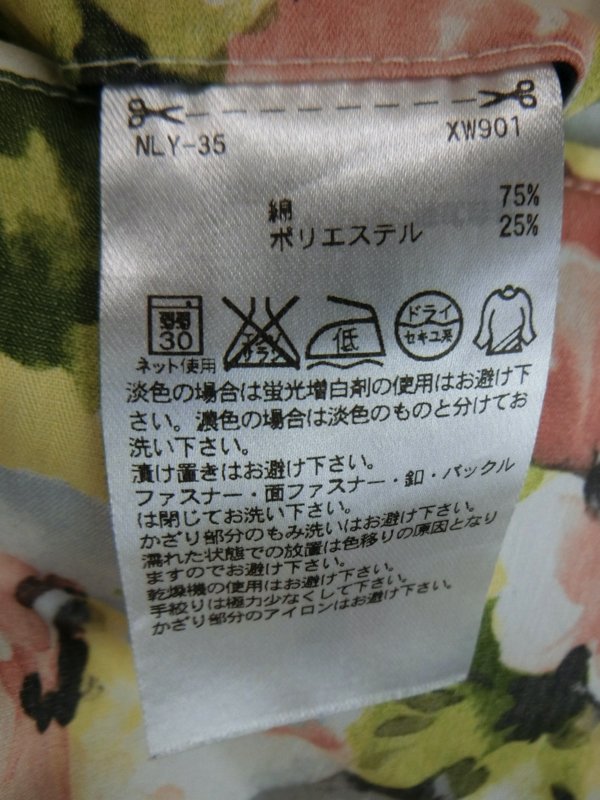 NLY-35 XW901
綿 75%
ポリエステル 25%
弱 30
エンソ サラシ
低
ドライ
セキユ系
ネット使用
淡色の場合は蛍光増白剤の使用はお避け下
さい。濃色の場合は淡色のものと分けてお
洗い下さい。
漬け置きはお避け下さい。
ファスナー・面ファスナー・釦・バックル
は閉じてお洗い下さい。
かざり部分のもみ洗いはお避け下さい。
濡れた状態での放置は色移りの原因となり
ますのでお避け下さい。
乾燥機の使用はお避け下さい。
手絞りは極力少なくして下さい。
かざり部分のアイロンはお避け下さい。